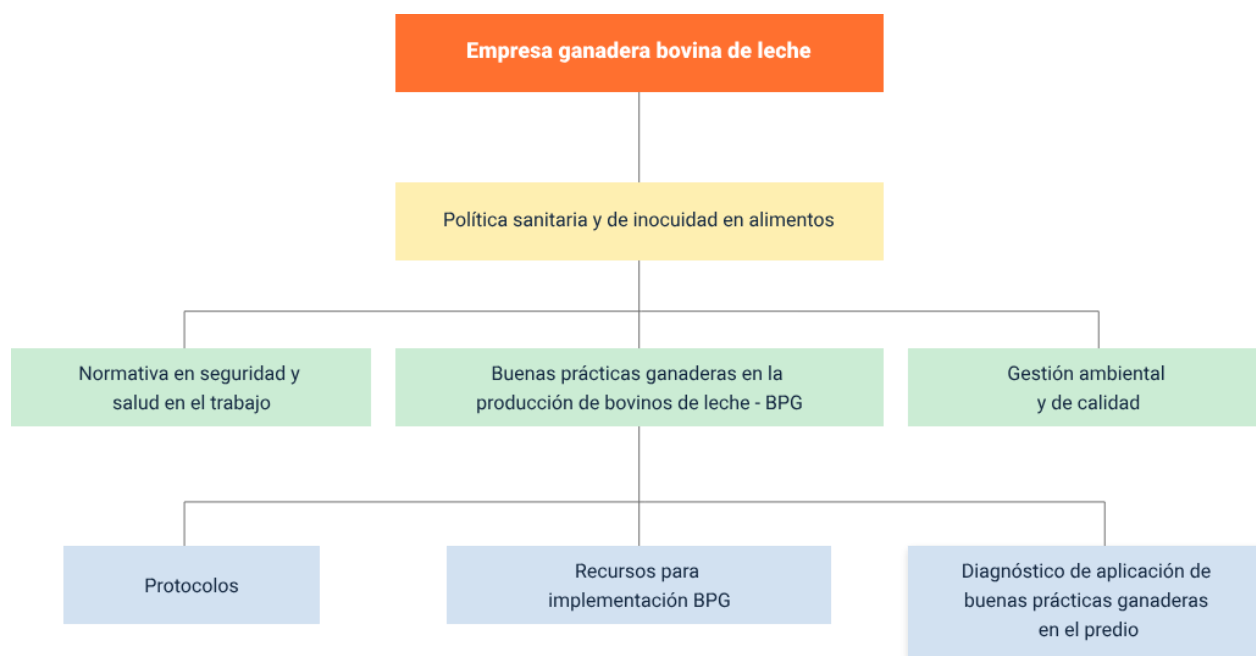 Empresa ganadera bovina de leche
Política sanitaria y de inocuidad en alimentos
Normativa en seguridad y
salud en el trabajo
Buenas prácticas ganaderas en la
producción de bovinos de leche - BPG
Gestión ambiental
y de calidad
Protocolos
Recursos para
implementación BPG
Diagnóstico de aplicación de
buenas prácticas ganaderas
en el predio